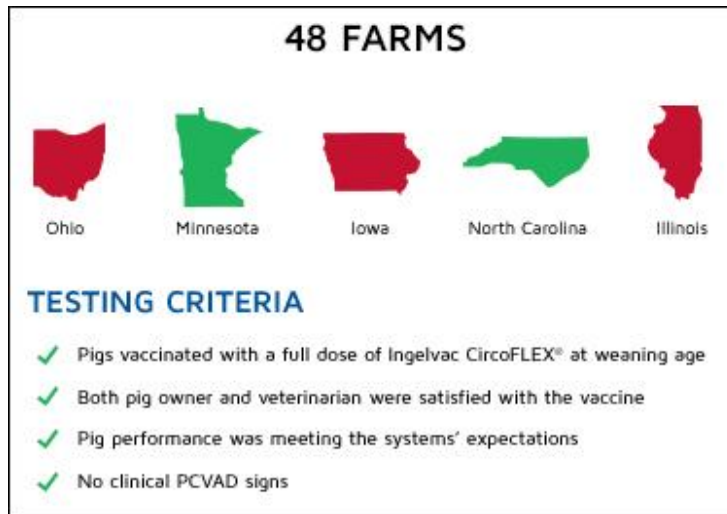 48 FARMS
Ohio
Minnesota
Iowa
North Carolina
Illinois
TESTING CRITERIA
Pigs vaccinated with a full dose of Ingelvac CircoFLEX® at weaning age
Both pig owner and veterinarian were satisfied with the vaccine
Pig performance was meeting the systems' expectations
No clinical PCVAD signs